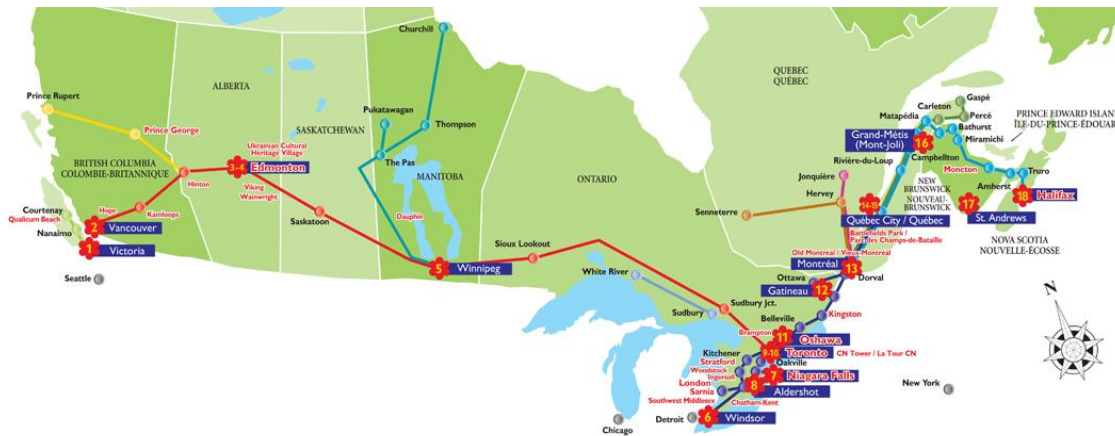 Churchill
Prince Rupert
Prince George
ALBERTA
Pukatawagan
Thompson
SASKATCHEWAN
The Pas
MANITOBA
Ukrainian Cultural
Heritage Village
3-4
Edmonton
BRITISH COLUMBIA
COLOMBIE-BRITANNIQUE
Hinton
Viking
Wainwright
Courtenay
Qualicum Beach
Nanaimo
Hope
Kamloops
2
Vancouver
1
Victoria
Seattle
Saskatoon
Dauphin
5
Winnipeg
ONTARIO
Sioux Lookout
White River
Sudbury
Sudbury Jct.
QUEBEC
QUÉBEC
Gaspé
Carleton
Percé
Matapédia
Bathurst
Miramichi
PRINCE EDWARD ISLAND
ÎLE-DU-PRINCE-ÉDOUARD
Grand-Métis
(Mont-Joli)
16
Campbellton
Rivière-du-Loup
Jonquière
Hervey
Senneterre
NEW
BRUNSWICK
NOUVEAU-
BRUNSWICK
Moncton
Amherst
Truro
18
Halifax
17
St. Andrews
NOVA SCOTIA
NOUVELLE-ÉCOSSE
14-15
Québec City / Québec
Battlefields Park /
Parc des Champs-de-Bataille
Old Montréal / Vieux-Montréal
Montréal
13
Dorval
Ottawa
Gatineau
12
Kingston
Belleville
11
Oshawa
Brampton
9-10
Toronto
CN Tower / La Tour CN
Kitchener
Stratford
Woodstock
Ingersoll
Oakville
7
Niagara Falls
London
Sarnia
8
Aldershot
Southwest Middlesex
Chatham-Kent
Detroit
6
Windsor
Chicago
New York
N